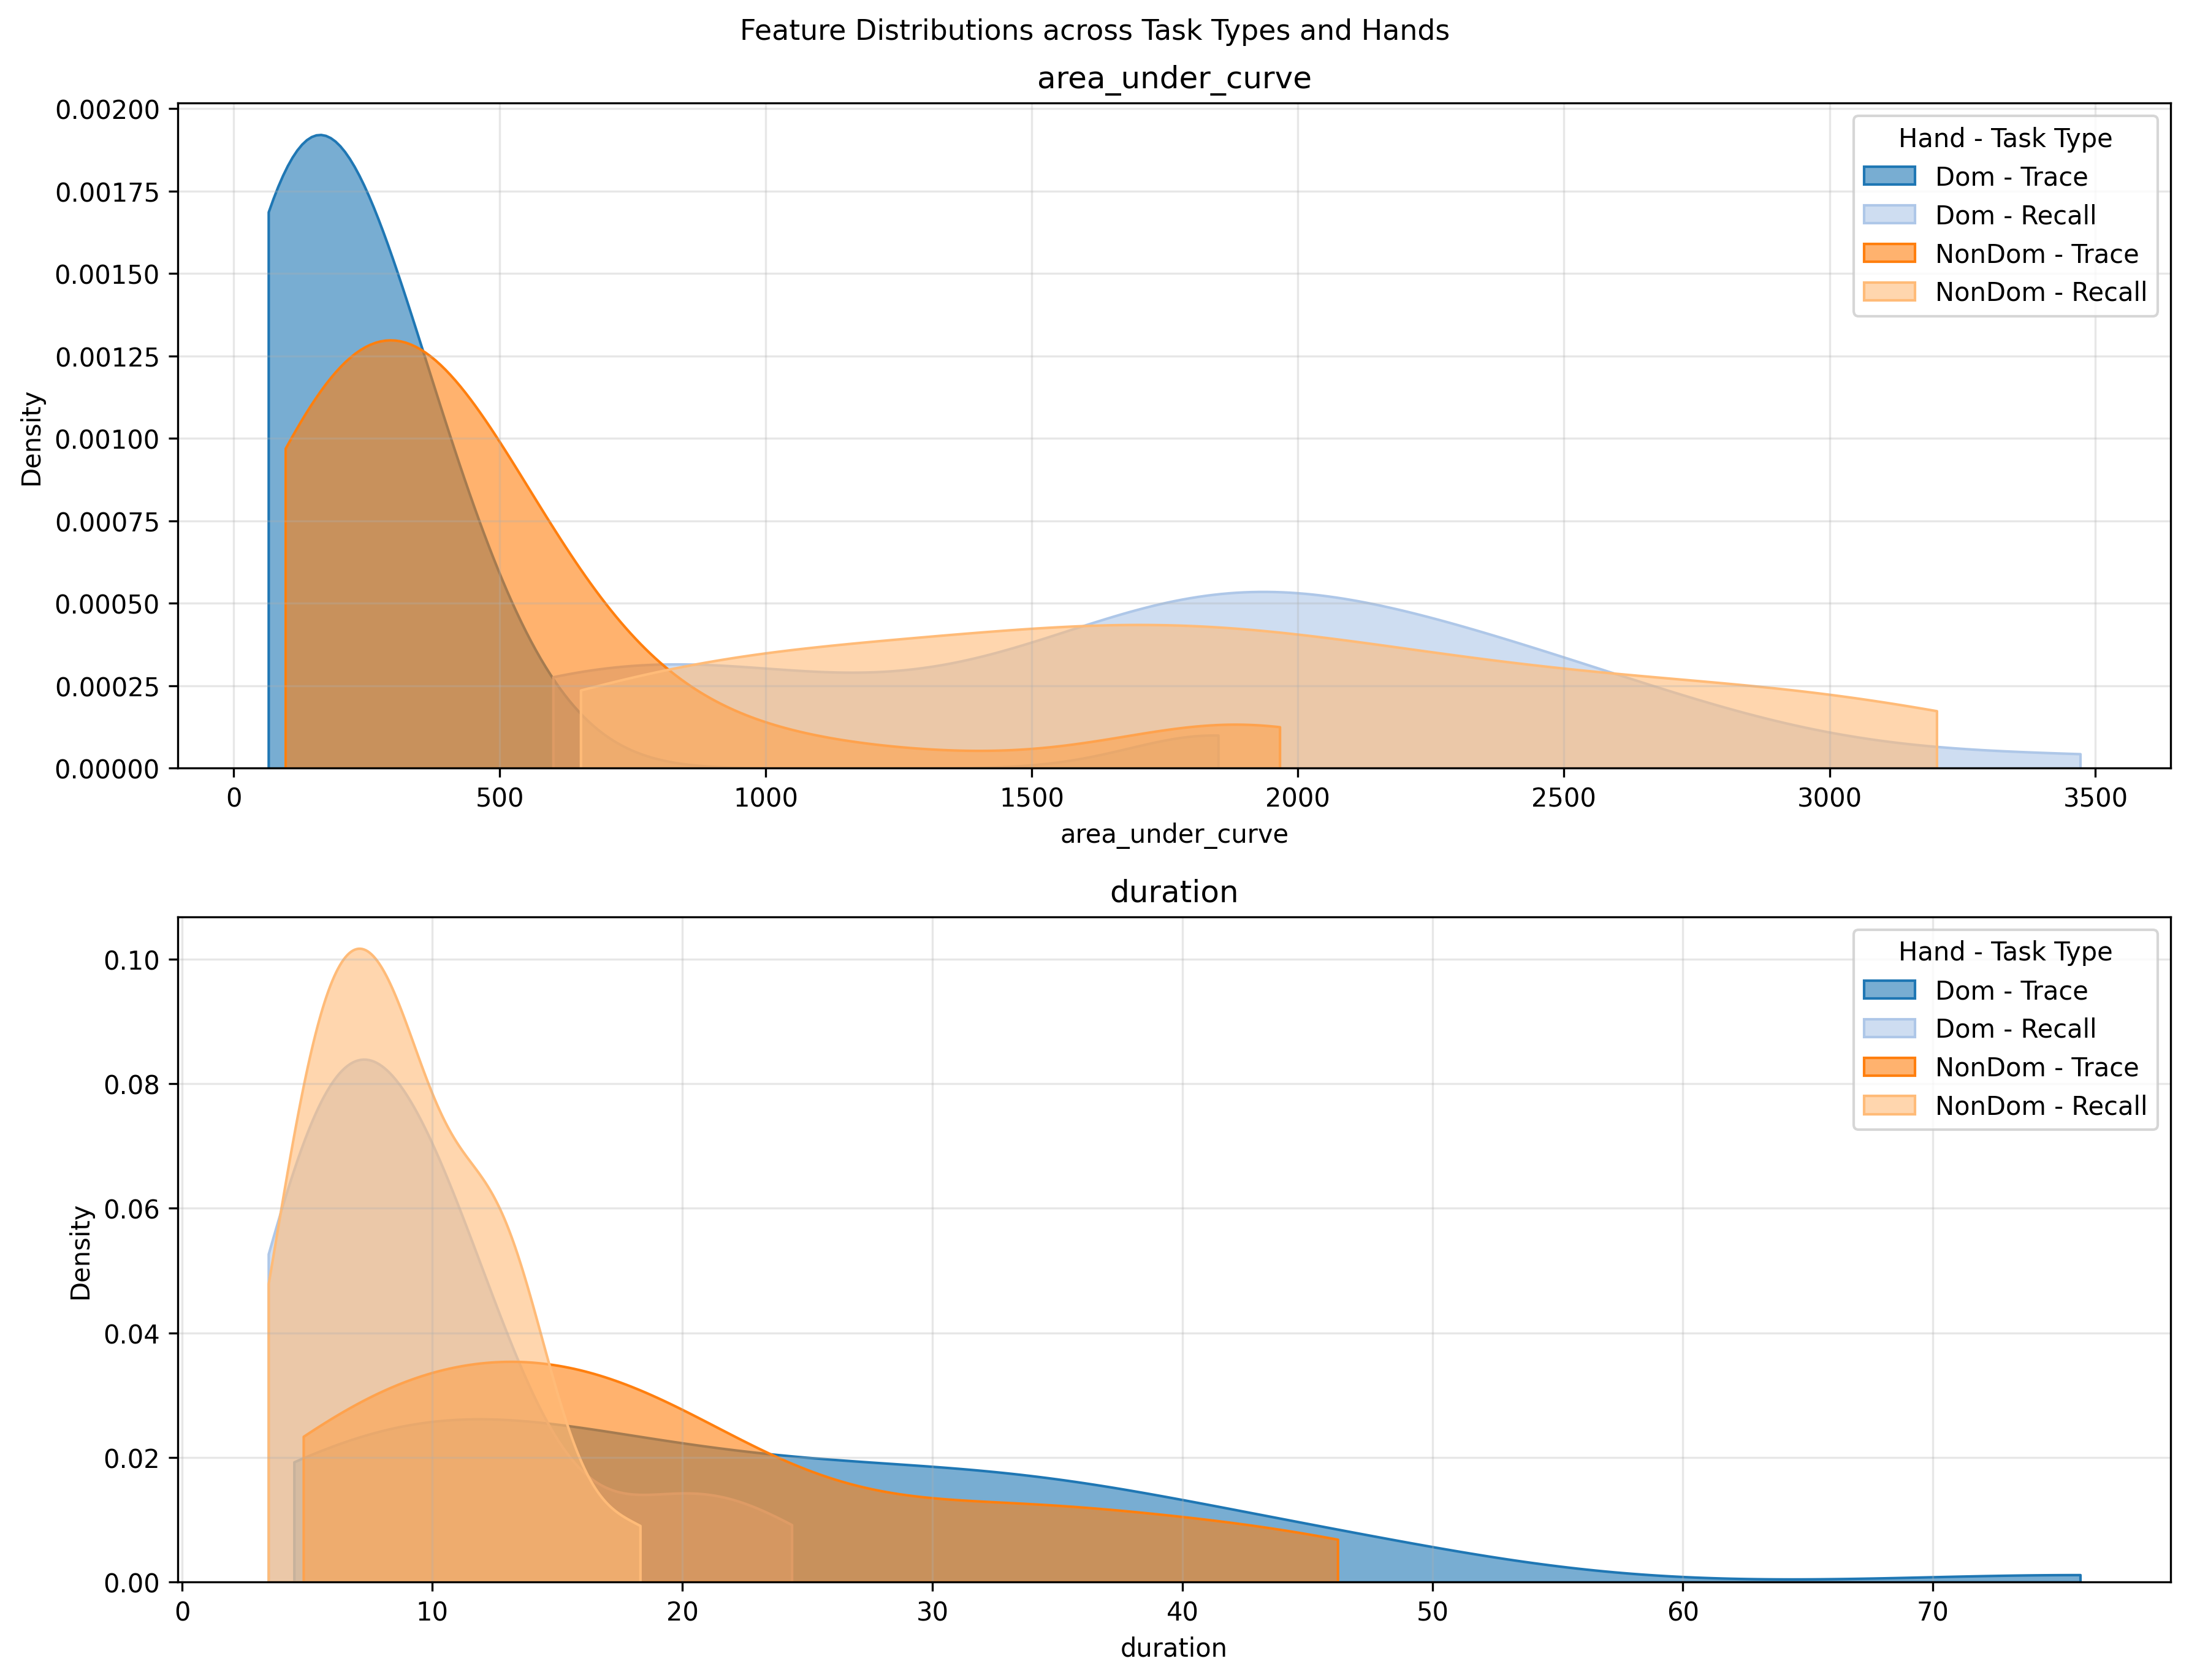 Feature Distributions across Task Types and Hands
area_under_curve
Density
0.00200
0.00175
0.00150
0.00125
0.00100
0.00075
0.00050
0.00025
0.00000
0 500 1000 1500 2000 2500 3000 3500
area_under_curve
Hand - Task Type
Dom - Trace
Dom - Recall
NonDom - Trace
NonDom - Recall
duration
Density
0.10
0.08
0.06
0.04
0.02
0.00
0 10 20 30 40 50 60 70
duration
Hand - Task Type
Dom - Trace
Dom - Recall
NonDom - Trace
NonDom - Recall